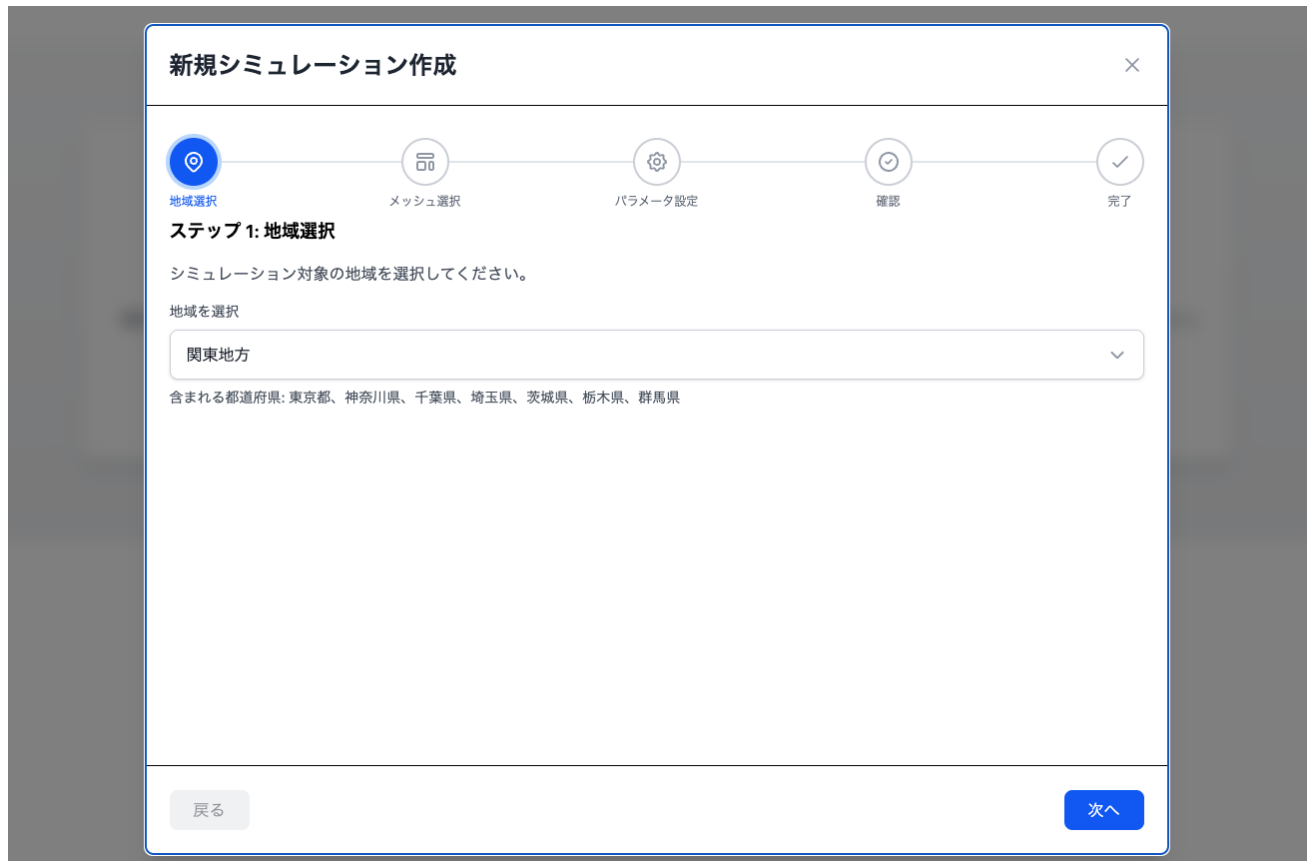 新規シミュレーション作成
地域選択
メッシュ選択
パラメータ設定
確認
完了
ステップ 1: 地域選択
シミュレーション対象の地域を選択してください。
地域を選択
関東地方
含まれる都道府県: 東京都、神奈川県、千葉県、埼玉県、茨城県、栃木県、群馬県
戻る
次へ